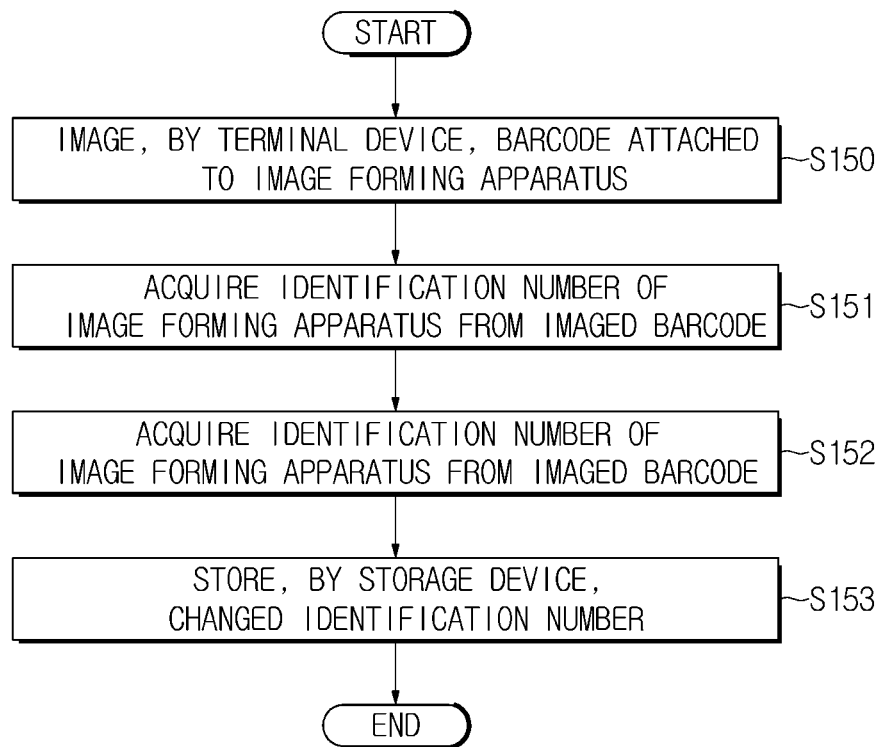 START
IMAGE, BY TERMINAL DEVICE, BARCODE ATTACHED
TO IMAGE FORMING APPARATUS
S150
ACQUIRE IDENTIFICATION NUMBER OF
IMAGE FORMING APPARATUS FROM IMAGED BARCODE
S151
ACQUIRE IDENTIFICATION NUMBER OF
IMAGE FORMING APPARATUS FROM IMAGED BARCODE
S152
STORE, BY STORAGE DEVICE,
CHANGED IDENTIFICATION NUMBER
S153
END